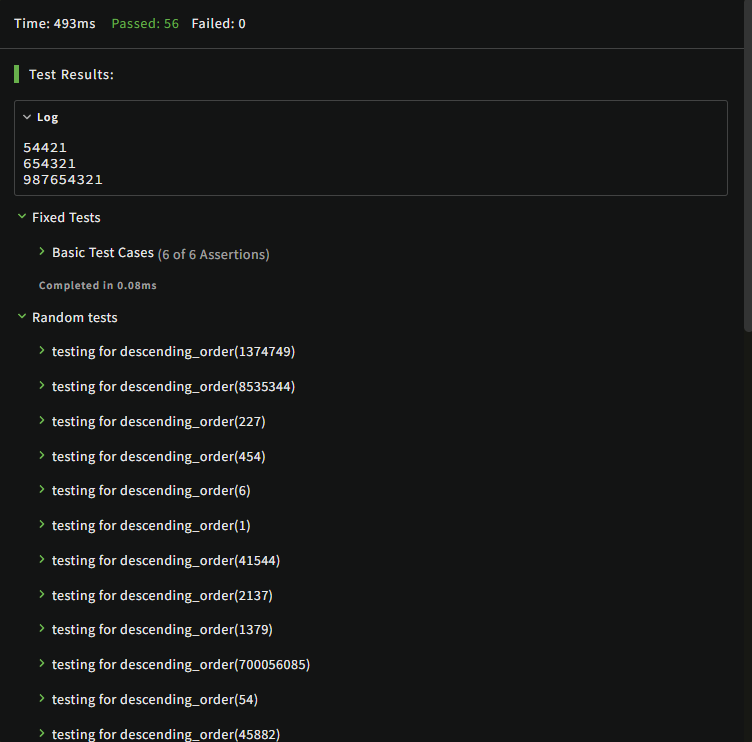 Time: 493ms Passed: 56 Failed: 0
Test Results:
Log
54421
654321
987654321
Fixed Tests
Basic Test Cases (6 of 6 Assertions)
Completed in 0.08ms
Random tests
testing for descending_order(1374749)
testing for descending_order(8535344)
testing for descending_order(227)
testing for descending_order(454)
testing for descending_order(6)
testing for descending_order(1)
testing for descending_order(41544)
testing for descending_order(2137)
testing for descending_order(1379)
testing for descending_order(700056085)
testing for descending_order(54)
testing for descending_order(45882)